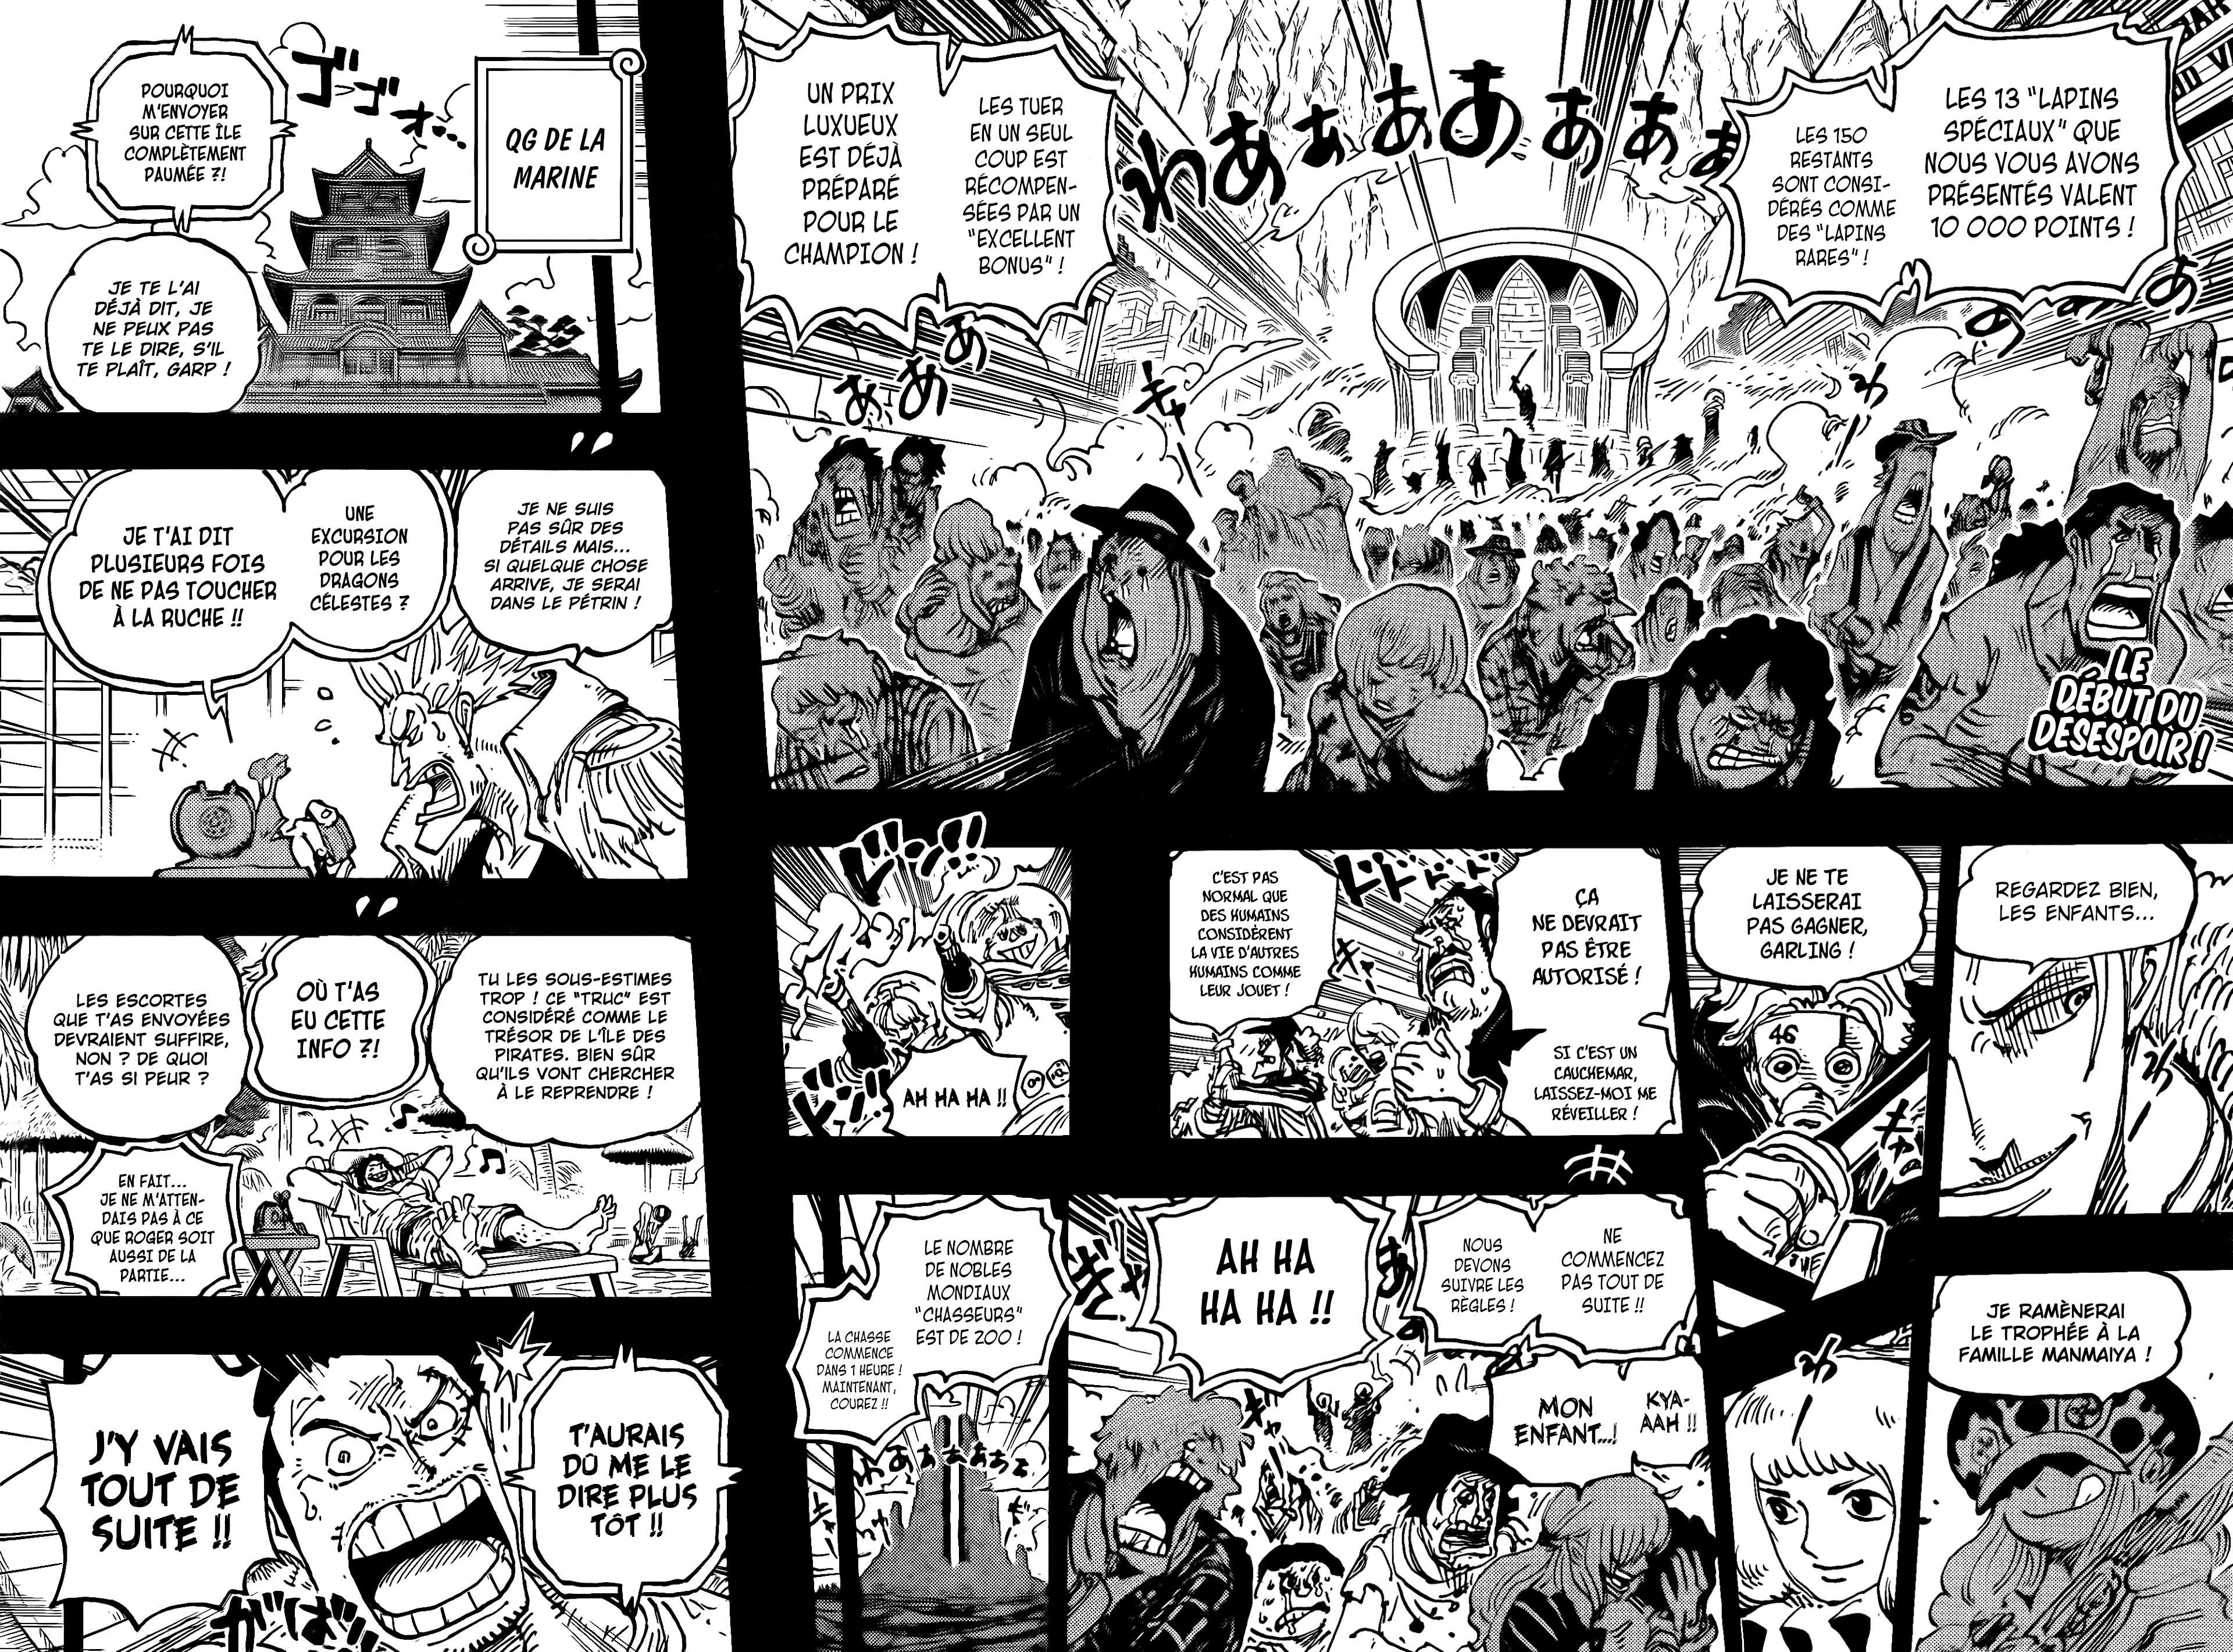 LES 13 "LAPINS
SPÉCIAUX" QUE
NOUS VOUS AVONS
PRÉSENTÉS VALENT
10 000 POINTS !
LES 150
RESTANTS
SONT CONSI-
DÉRÉS COMME
DES "LAPINS
RARES" !
わあぁぁあぁぁぁ
LES TUER
EN UN SEUL
COUP EST
RÉCOMPEN-
SÉES PAR UN
"EXCELLENT
BONUS" !
UN PRIX
LUXUEUX
EST DÉJÀ
PRÉPARÉ
POUR LE
CHAMPION !
LE
DÉBUT DU
DESESPOIR !
REGARDEZ BIEN,
LES ENFANTS...
JE NE TE
LAISSERAI
PAS GAGNER,
GARLING !
46
ÇA
NE DEVRAIT
PAS ÊTRE
AUTORISÉ !
SI C'EST UN
CAUCHEMAR,
LAISSEZ-MOI ME
RÉVEILLER !
ドドドド
C'EST PAS
NORMAL QUE
DES HUMAINS
CONSIDÈRENT
LA VIE D'AUTRES
HUMAINS COMME
LEUR JOUET !
ドン!!
AH HA HA !!
JE RAMÈNERAI
LE TROPHÉE À LA
FAMILLE MANMAIYA !
NE
COMMENCEZ
PAS TOUT DE
SUITE !!
NOUS
DEVONS
SUIVRE LES
RÈGLES !
KYA-
AAH !!
MON
ENFANT...!
AH HA
HA HA !!
LE NOMBRE
DE NOBLES
MONDIAUX
"CHASSEURS"
EST DE 200 !
LA CHASSE
COMMENCE
DANS 1 HEURE !
MAINTENANT,
COUREZ !!
QG DE LA
MARINE
ゴゴゴ...
POURQUOI
M'ENVOYER
SUR CETTE ÎLE
COMPLÈTEMENT
PAUMÉE ?!
JE TE L'AI
DÉJÀ DIT, JE
NE PEUX PAS
TE LE DIRE, S'IL
TE PLAÎT, GARP !
JE NE SUIS
PAS SÛR DES
DÉTAILS MAIS...
SI QUELQUE CHOSE
ARRIVE, JE SERAI
DANS LE PÉTRIN !
UNE
EXCURSION
POUR LES
DRAGONS
CÉLESTES ?
JE T'AI DIT
PLUSIEURS FOIS
DE NE PAS TOUCHER
À LA RUCHE !!
TU LES SOUS-ESTIMES
TROP ! CE "TRUC" EST
CONSIDÉRÉ COMME LE
TRÉSOR DE L'ÎLE DES
PIRATES. BIEN SÛR
QU'ILS VONT CHERCHER
À LE REPRENDRE !
OÙ T'AS
EU CETTE
INFO ?!
LES ESCORTES
QUE T'AS ENVOYÉES
DEVRAIENT SUFFIRE,
NON ? DE QUOI
T'AS SI PEUR ?
EN FAIT...
JE NE M'ATTEN-
DAIS PAS À CE
QUE ROGER SOIT
AUSSI DE LA
PARTIE...
T'AURAIS
DÛ ME LE
DIRE PLUS
TÔT !!
J'Y VAIS
TOUT DE
SUITE !!
がばっ